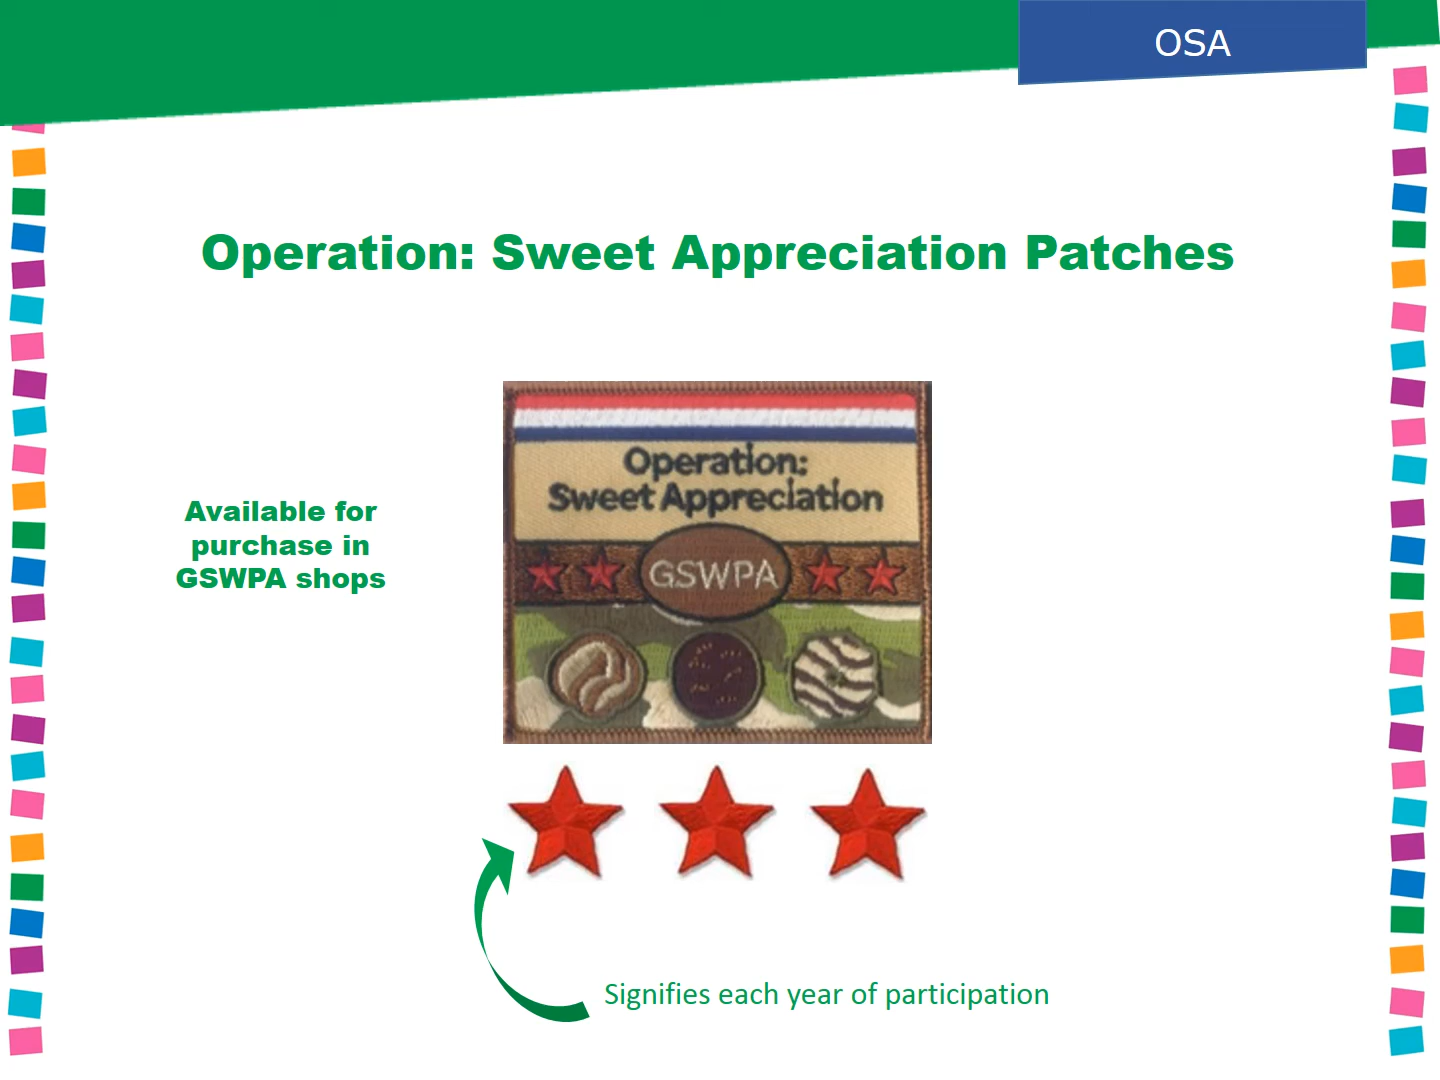 OSA
Operation: Sweet Appreciation Patches
Operation:
Sweet Appreciation
GSWPA
Available for
purchase in
GSWPA shops
Signifies each year of participation